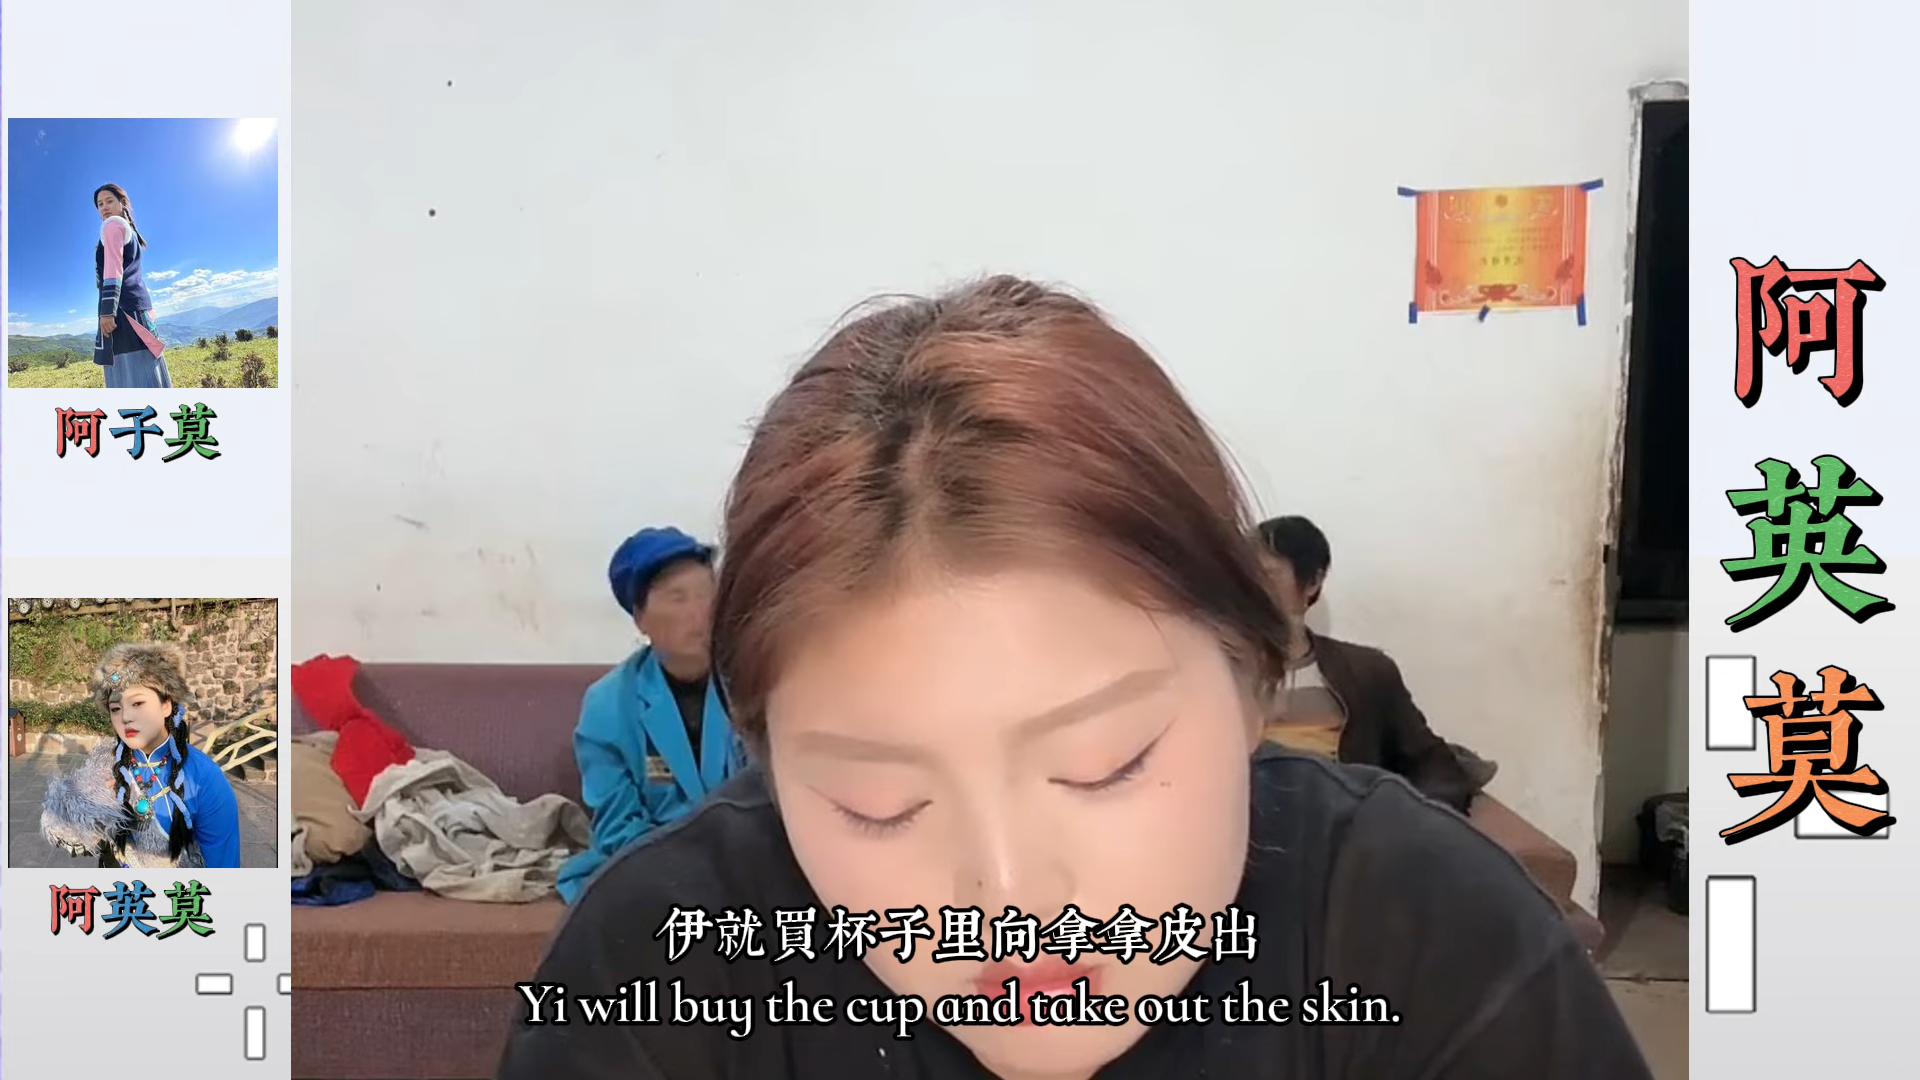 阿子莫
阿英莫
伊就買杯子里向拿拿皮出
Yi will buy the cup and take out the skin.
阿英莫